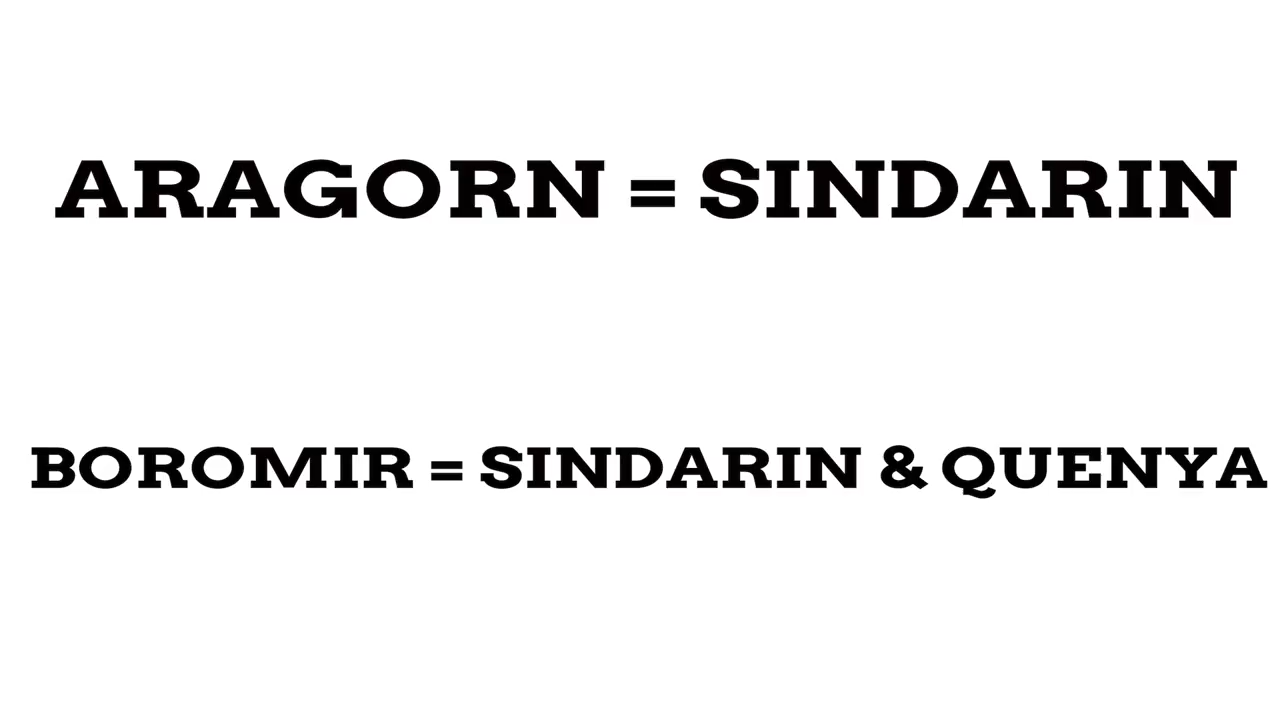 ARAGORN = SINDARIN
BOROMIR = SINDARIN & QUENYA